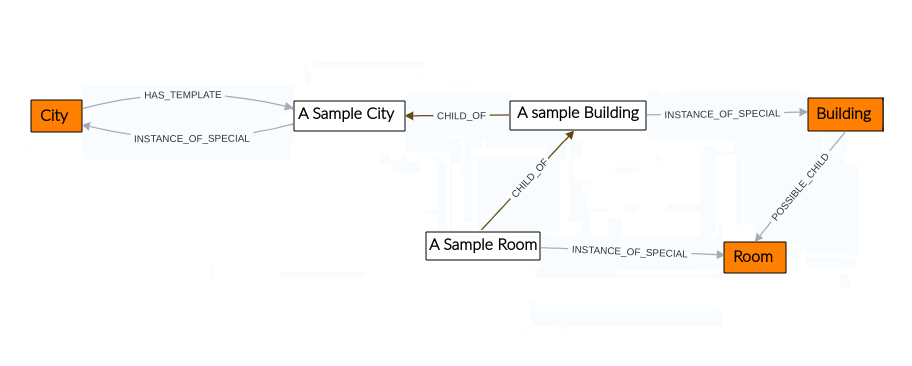 City
HAS_TEMPLATE
INSTANCE_OF_SPECIAL
A Sample City
CHILD_OF
A sample Building
INSTANCE_OF_SPECIAL
Building
CHILD_OF
POSSIBLE_CHILD
A Sample Room
INSTANCE_OF_SPECIAL
Room